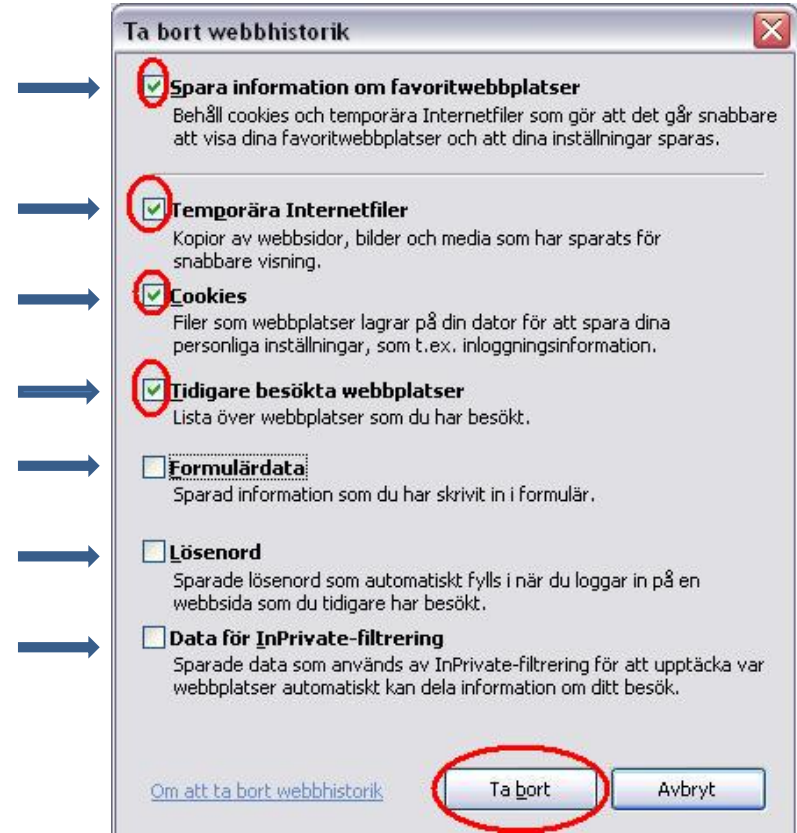 Ta bort webbhistorik
Spara information om favoritwebbplatser
Behåll cookies och temporära Internetfiler som gör att det går snabbare
att visa dina favoritwebbplatser och att dina inställningar sparas.
Temporära Internetfiler
Kopior av webbsidor, bilder och media som har sparats för
snabbare visning.
Cookies
Filer som webbplatser lagrar på din dator för att spara dina
personliga inställningar, som t.ex. inloggningsinformation.
Tidigare besökta webbplatser
Lista över webbplatser som du har besökt.
Formulärdata
Sparad information som du har skrivit in i formulär.
Lösenord
Sparade lösenord som automatiskt fylls i när du loggar in på en
webbsida som du tidigare har besökt.
Data för InPrivate-filtrering
Sparade data som används av InPrivate-filtrering för att upptäcka var
webbplatser automatiskt kan dela information om ditt besök.
Om att ta bort webbhistorik Ta bort Avbryt